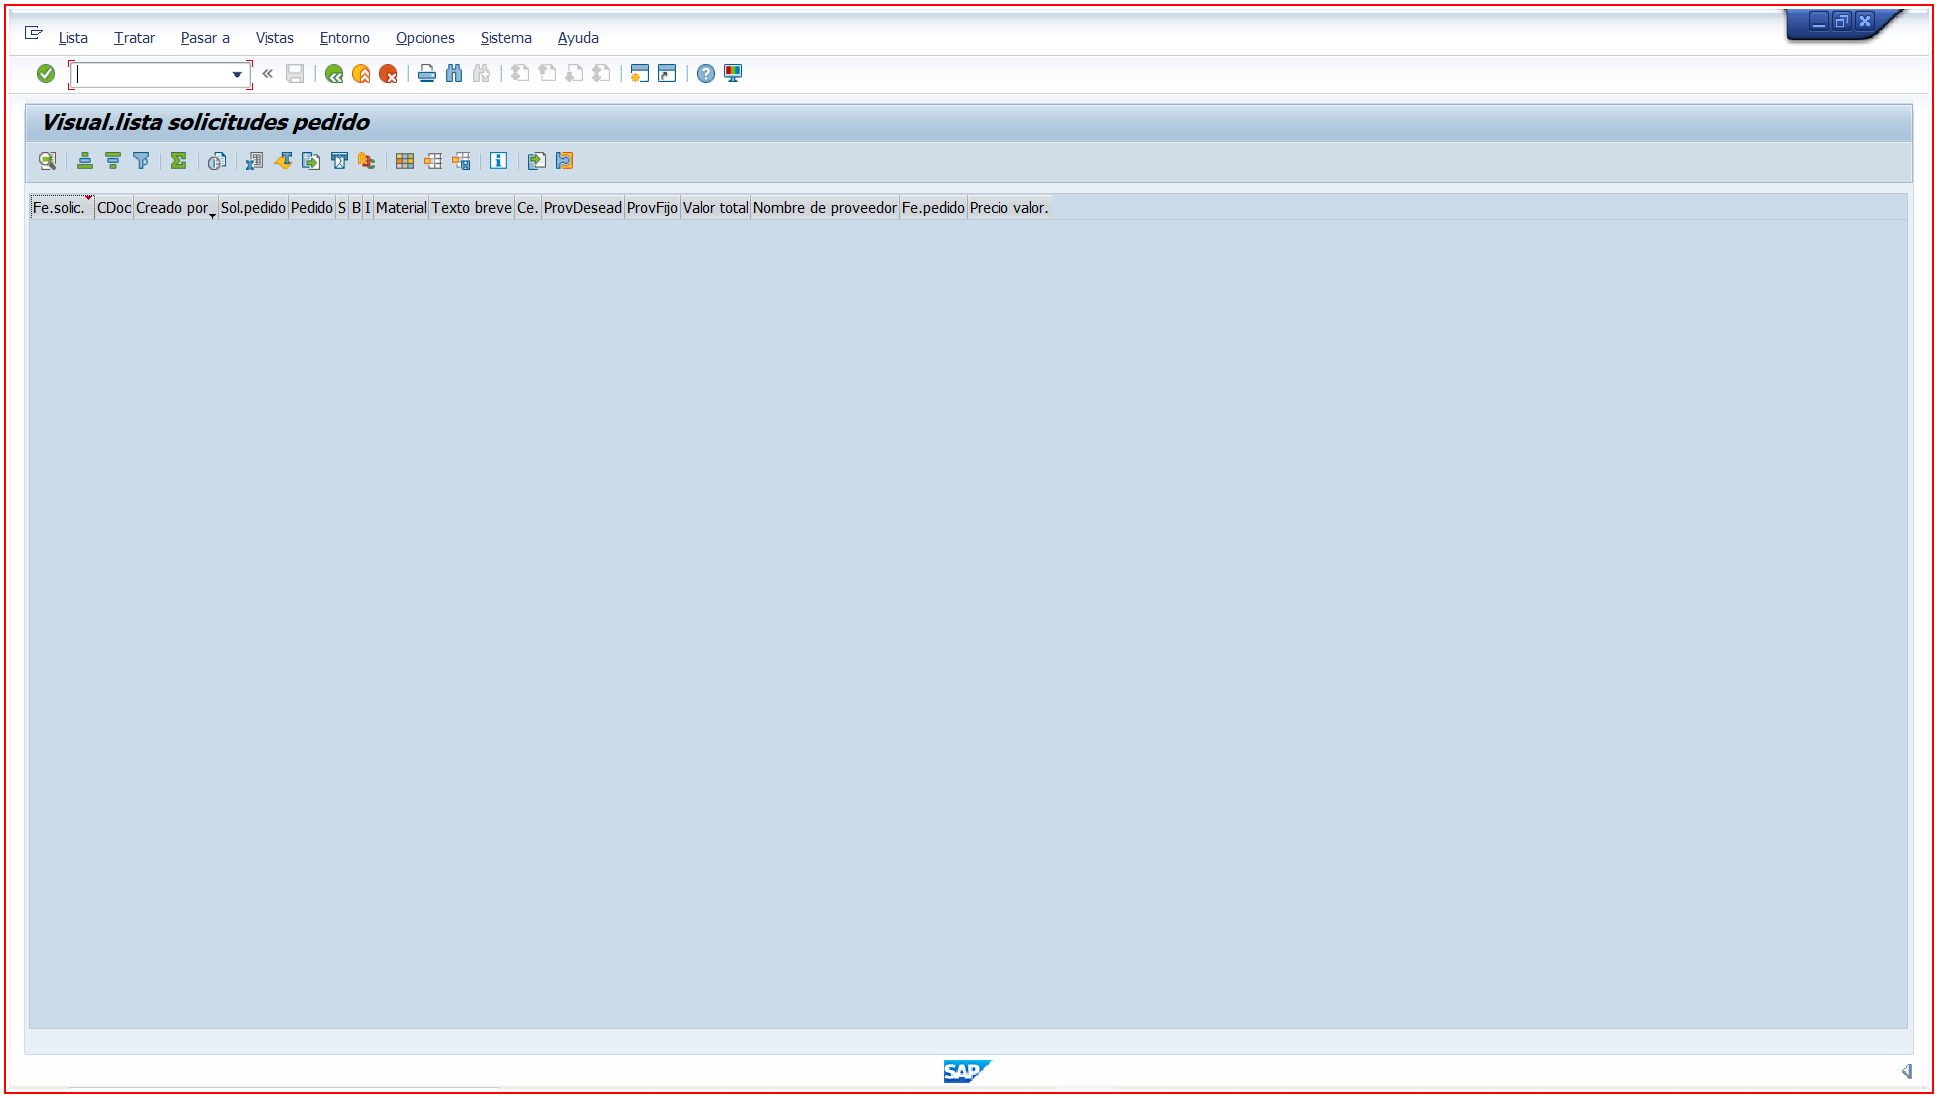 Lista Tratar Pasar a Vistas Entorno Opciones Sistema Ayuda
Visual.lista solicitudes pedido
Fe.solic. CDoc Creado por Sol.pedido Pedido S B I Material Texto breve Ce. ProvDesead ProvFijo Valor total Nombre de proveedor Fe.pedido Precio valor.
SAP